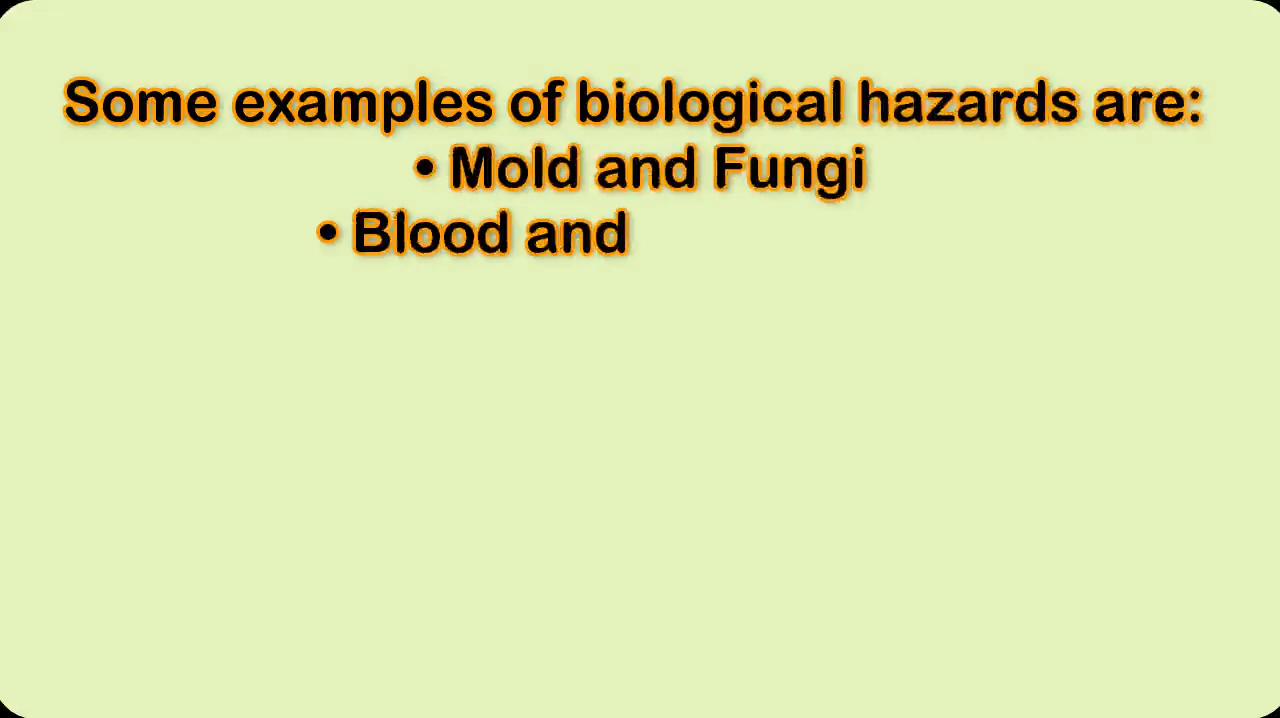 Some examples of biological hazards are:
• Mold and Fungi
• Blood and